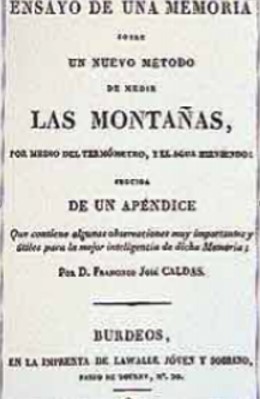 ENSAYO DE UNA MEMORIA
SOBRE
UN NUEVO MÉTODO
DE MEDIR
LAS MONTAÑAS,
POR MEDIO DEL TERMÓMETRO, Y EL AGUA HIRVIENDO:
SEGUIDA
DE UN APÉNDICE
Que contiene algunas observaciones muy importantes y
útiles para la mejor inteligencia de dicha Memoria;
POR D. FRANCISCO JOSÉ CALDAS.
BURDEOS,
EN LA IMPRENTA DE LAWALLE JÓVEN Y SOBRINO,
PASEO DE TOURNY, Nº. 20.